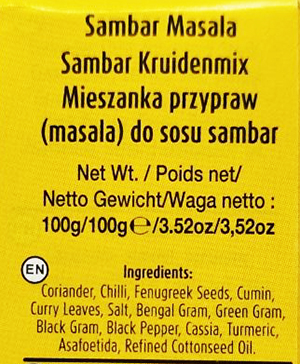 Sambar Masala
Sambar Kruidenmix
Mieszanka przypraw
(masala) do sosu sambar
Net Wt. / Poids net/
Netto Gewicht/Waga netto :
100g/100g℮/3.52oz/3,52oz
EN
Ingredients:
Coriander, Chilli, Fenugreek Seeds, Cumin,
Curry Leaves, Salt, Bengal Gram, Green Gram,
Black Gram, Black Pepper, Cassia, Turmeric,
Asafoetida, Refined Cottonseed Oil.